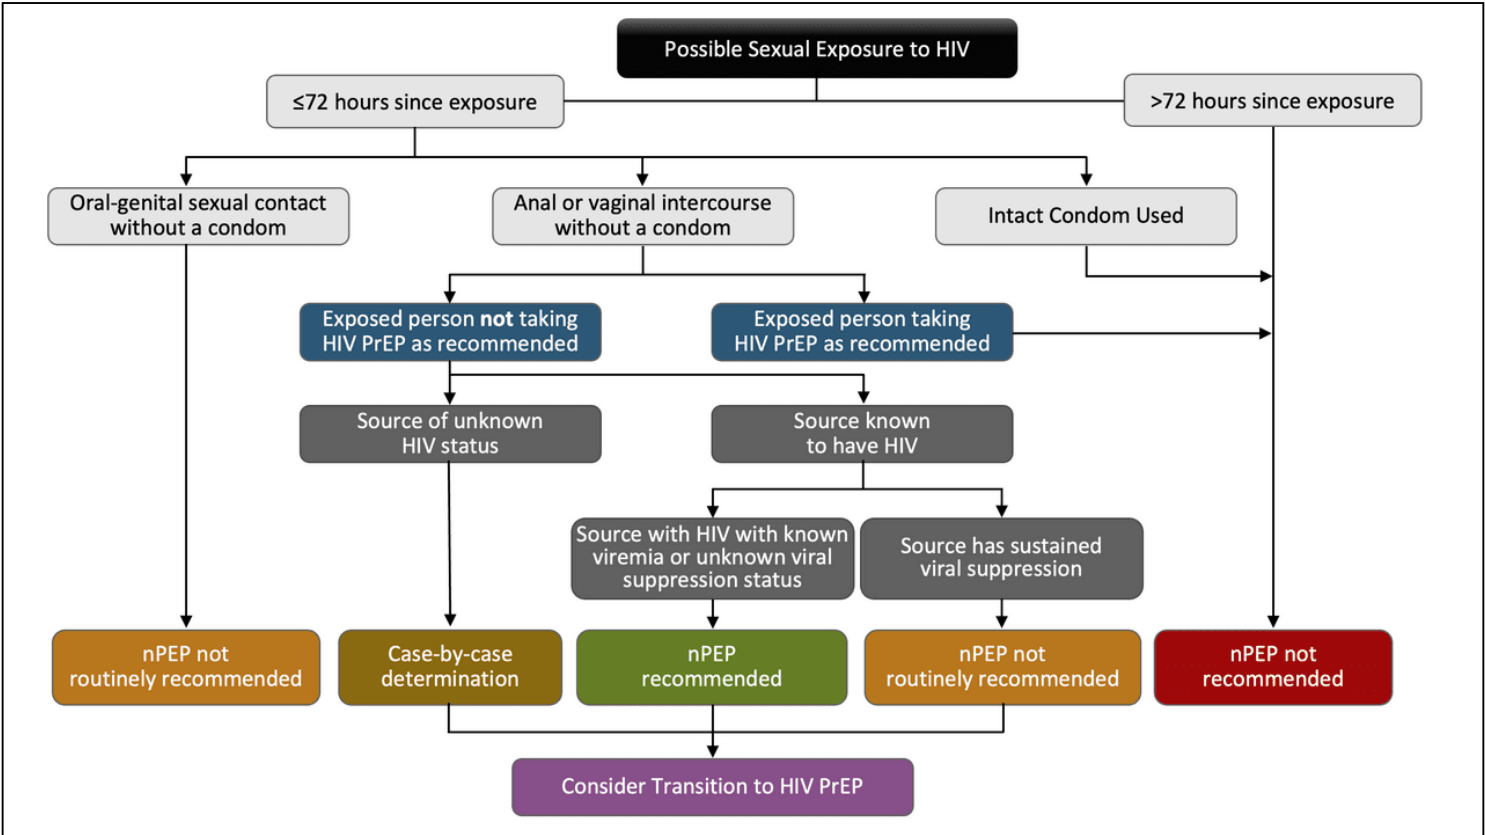 Possible Sexual Exposure to HIV
≤72 hours since exposure
>72 hours since exposure
Oral-genital sexual contact
without a condom
Anal or vaginal intercourse
without a condom
Intact Condom Used
Exposed person not taking
HIV PrEP as recommended
Exposed person taking
HIV PrEP as recommended
Source of unknown
HIV status
Source known
to have HIV
Source with HIV with known
viremia or unknown viral
suppression status
Source has sustained
viral suppression
nPEP not
routinely recommended
Case-by-case
determination
nPEP
recommended
nPEP not
routinely recommended
nPEP not
recommended
Consider Transition to HIV PrEP